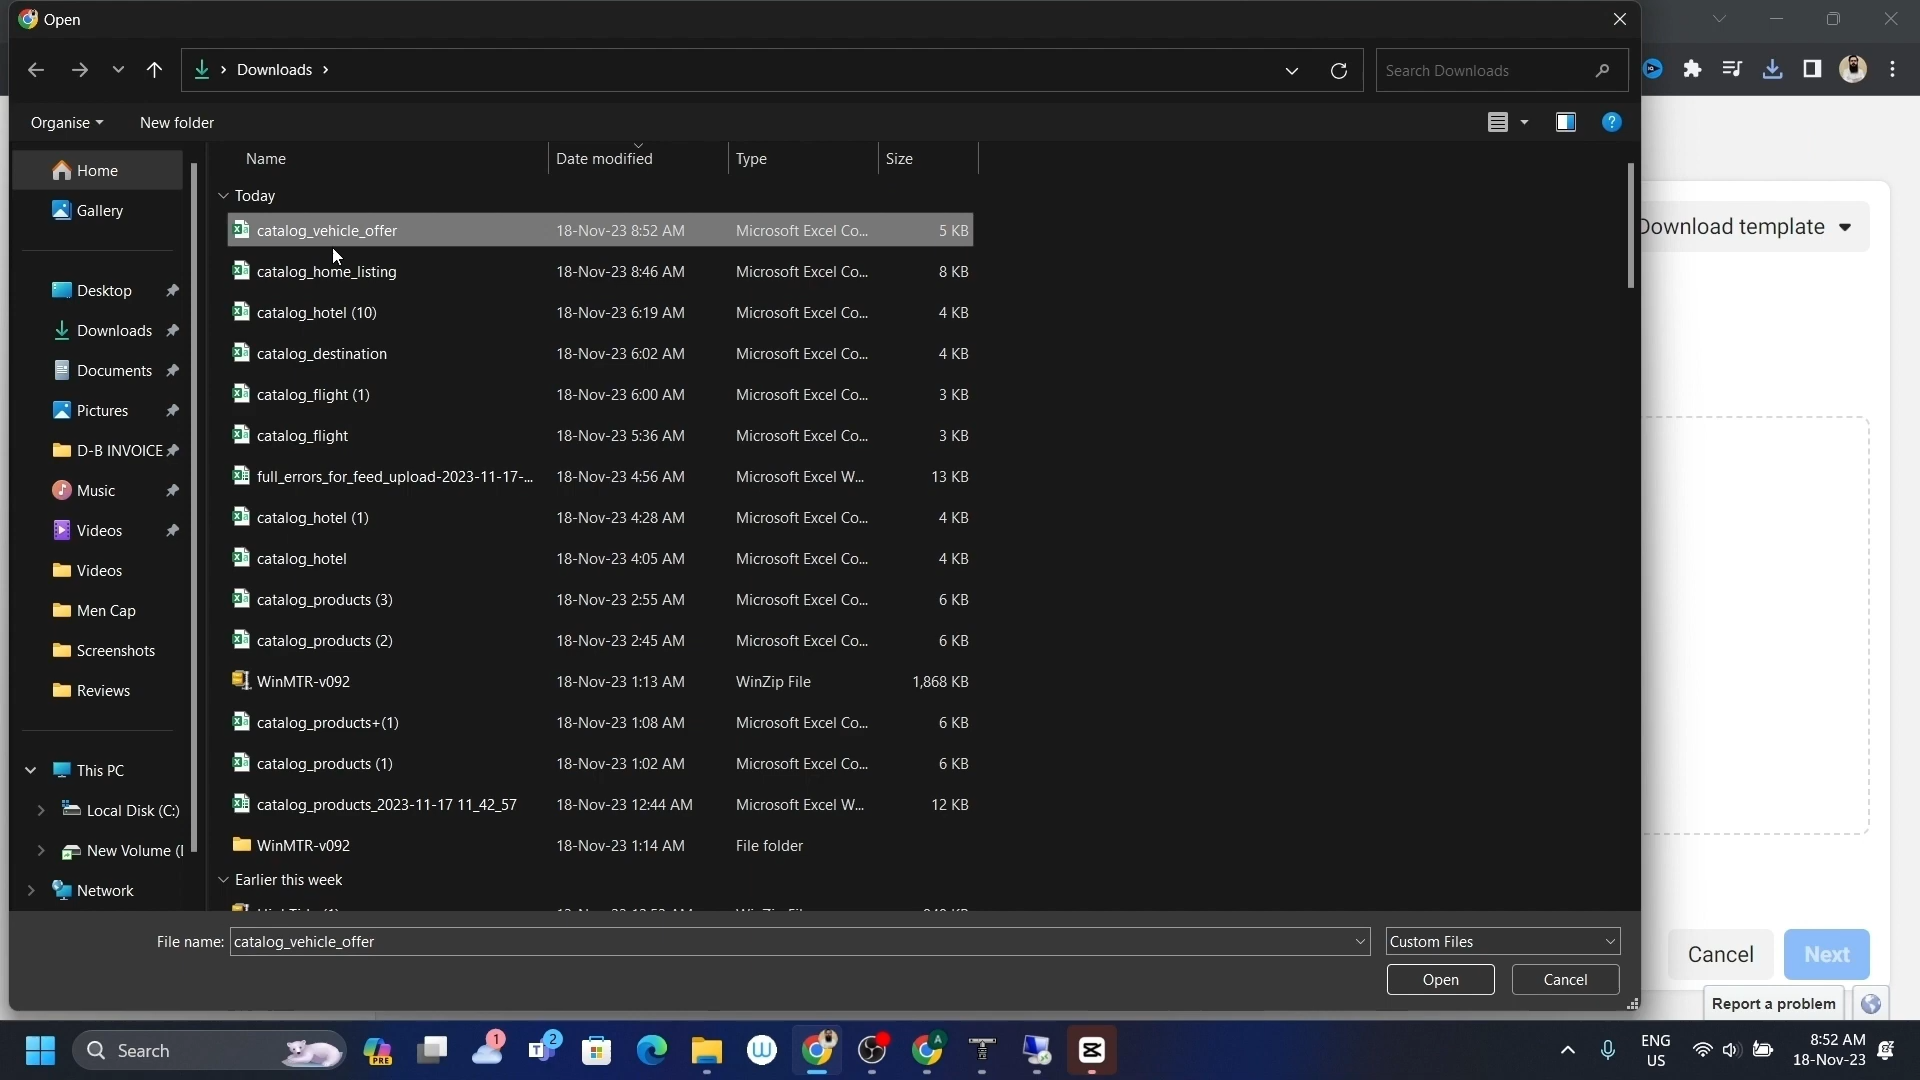 Open
Downloads
Search Downloads
Organise
New folder
Name
Date modified
Type
Size
Home
Gallery
Desktop
Downloads
Documents
Pictures
D-B INVOICE
Music
Videos
Videos
Men Cap
Screenshots
Reviews
This PC
Local Disk (C:)
New Volume (
Network
Today
catalog_vehicle_offer 18-Nov-23 8:52 AM Microsoft Excel Co... 5 KB
catalog_home_listing 18-Nov-23 8:46 AM Microsoft Excel Co... 8 KB
catalog_hotel (10) 18-Nov-23 6:19 AM Microsoft Excel Co... 4 KB
catalog_destination 18-Nov-23 6:02 AM Microsoft Excel Co... 4 KB
catalog_flight (1) 18-Nov-23 6:00 AM Microsoft Excel Co... 3 KB
catalog_flight 18-Nov-23 5:36 AM Microsoft Excel Co... 3 KB
full_errors_for_feed_upload-2023-11-17-... 18-Nov-23 4:56 AM Microsoft Excel W... 13 KB
catalog_hotel (1) 18-Nov-23 4:28 AM Microsoft Excel Co... 4 KB
catalog_hotel 18-Nov-23 4:05 AM Microsoft Excel Co... 4 KB
catalog_products (3) 18-Nov-23 2:55 AM Microsoft Excel Co... 6 KB
catalog_products (2) 18-Nov-23 2:45 AM Microsoft Excel Co... 6 KB
WinMTR-v092 18-Nov-23 1:13 AM WinZip File 1,868 KB
catalog_products+(1) 18-Nov-23 1:08 AM Microsoft Excel Co... 6 KB
catalog_products (1) 18-Nov-23 1:02 AM Microsoft Excel Co... 6 KB
catalog_products_2023-11-17 11_42_57 18-Nov-23 12:44 AM Microsoft Excel W... 12 KB
WinMTR-v092 18-Nov-23 1:14 AM File folder
Earlier this week
File name: catalog_vehicle_offer
Custom Files
Open
Cancel
Download template
Cancel
Next
Report a problem
Search
PRE
1
2
A
ENG
US
8:52 AM
18-Nov-23